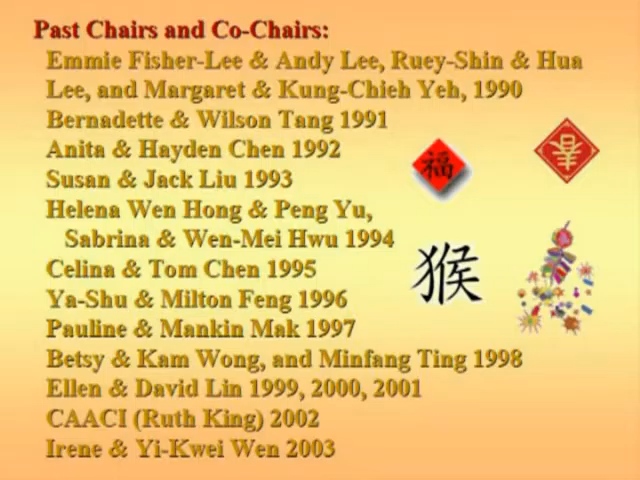 Past Chairs and Co-Chairs:
Emmie Fisher-Lee & Andy Lee, Ruey-Shin & Hua
Lee, and Margaret & Kung-Chieh Yeh, 1990
Bernadette & Wilson Tang 1991
Anita & Hayden Chen 1992
Susan & Jack Liu 1993
Helena Wen Hong & Peng Yu,
Sabrina & Wen-Mei Hwu 1994
Celina & Tom Chen 1995
Ya-Shu & Milton Feng 1996
Pauline & Mankin Mak 1997
Betsy & Kam Wong, and Minfang Ting 1998
Ellen & David Lin 1999, 2000, 2001
CAACI (Ruth King) 2002
Irene & Yi-Kwei Wen 2003
福
春
猴